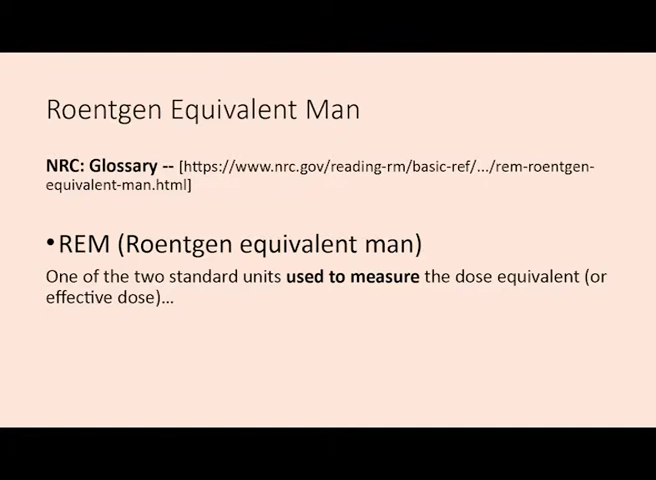 Roentgen Equivalent Man
NRC: Glossary -- [https://www.nrc.gov/reading-rm/basic-ref/.../rem-roentgen-
equivalent-man.html]
•REM (Roentgen equivalent man)
One of the two standard units used to measure the dose equivalent (or
effective dose)...